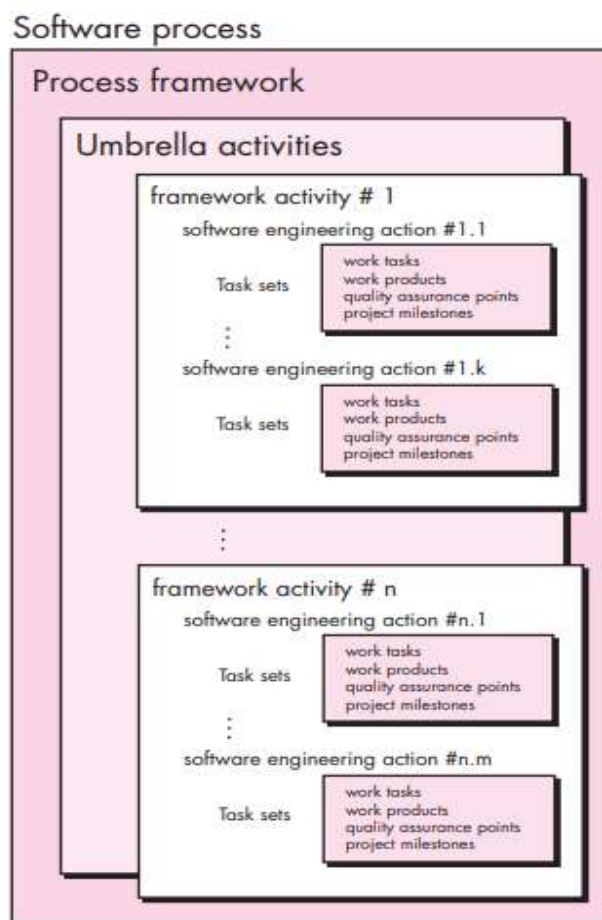 Software process
Process framework
Umbrella activities
framework activity # 1
software engineering action #1.1
Task sets
work tasks
work products
quality assurance points
project milestones
software engineering action #1.k
Task sets
work tasks
work products
quality assurance points
project milestones
framework activity # n
software engineering action #n.1
Task sets
work tasks
work products
quality assurance points
project milestones
software engineering action #n.m
Task sets
work tasks
work products
quality assurance points
project milestones